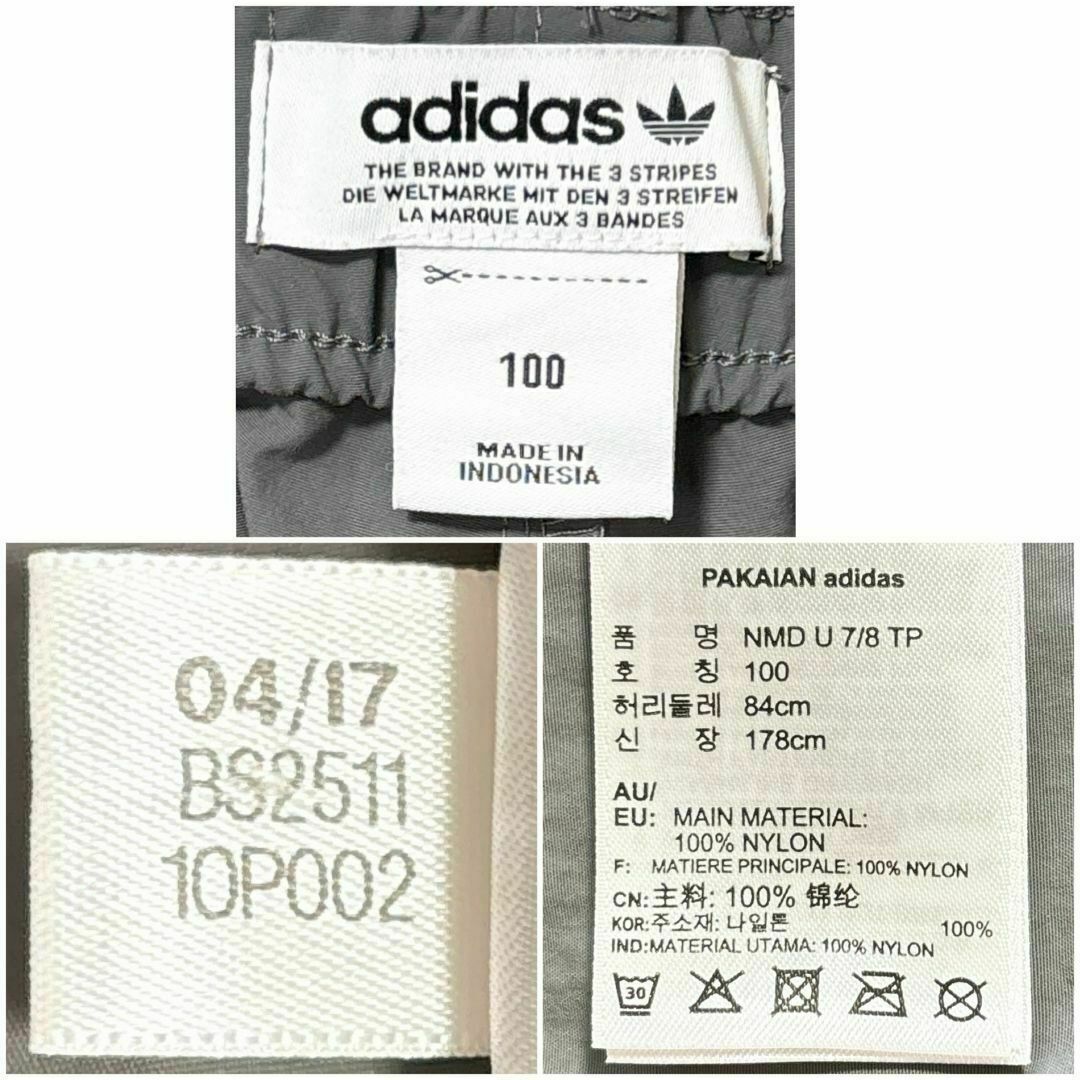 adidas
THE BRAND WITH THE 3 STRIPES
DIE WELTMARKE MIT DEN 3 STREIFEN
LA MARQUE AUX 3 BANDES
100
MADE IN
INDONESIA
04/17
BS2511
10P002
PAKAIAN adidas
품 명 NMD U 7/8 TP
호 칭 100
허리둘레 84cm
신 장 178cm
AU/
EU: MAIN MATERIAL:
100% NYLON
F: MATIERE PRINCIPALE: 100% NYLON
CN:主料: 100% 锦纶
KOR:주소재: 나일론 100%
IND:MATERIAL UTAMA: 100% NYLON
30